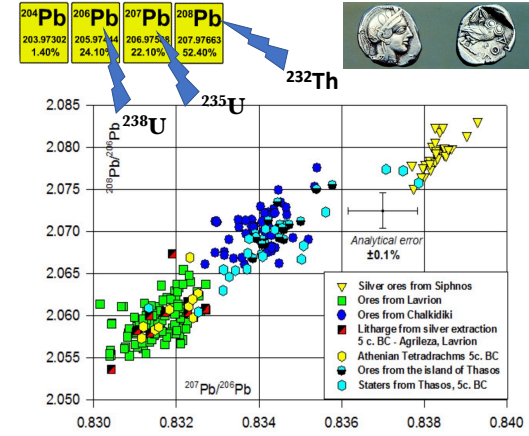 204Pb 206Pb 207Pb 208Pb
203.97302 205.97444 206.97588 207.97663
1.40% 24.10% 22.10% 52.40%
232Th
235U
238U
2.085
2.080
2.075
2.070
2.065
2.060
2.055
2.050
208Pb/206Pb
Analytical error
±0.1%
Silver ores from Siphnos
Ores from Lavrion
Ores from Chalkidiki
Litharge from silver extraction
5 c. BC - Agrileza, Lavrion
Athenian Tetradrachms 5c. BC
Ores from the island of Thasos
Staters from Thasos, 5c. BC
207Pb/206Pb
0.830 0.832 0.834 0.836 0.838 0.840